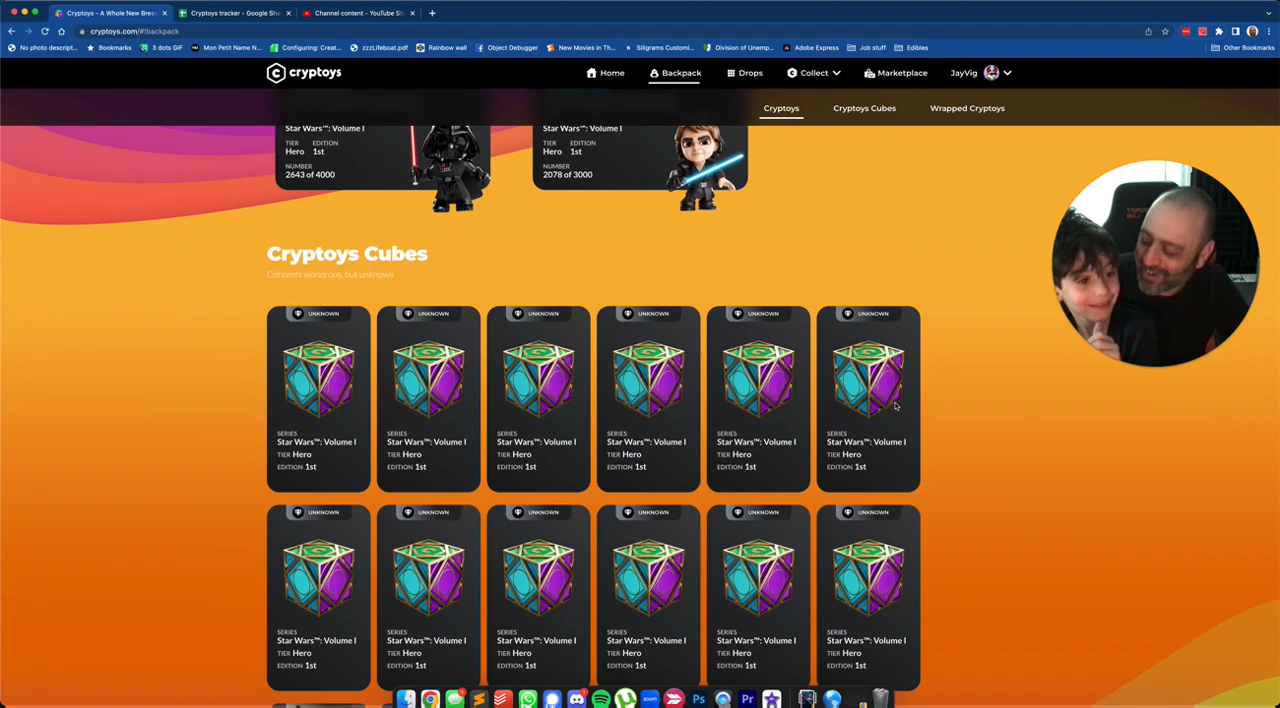 Cryptoys - A Whole New Bree
Cryptoys tracker - Google She
Channel content - YouTube St
cryptoys.com/#!backpack
No photo descript... Bookmarks 3 dots GIF Mon Petit Name N... Configuring: Creat... zzzLifeboat.pdf Rainbow wall Object Debugger New Movies in Th... Siligrams Customi... Division of Unemp... Adobe Express Job stuff Edibles Other Bookmarks
cryptoys Home Backpack Drops Collect Marketplace JayVig
Cryptoys Cryptoys Cubes Wrapped Cryptoys
Star Wars™: Volume I Star Wars™: Volume I
TIER EDITION TIER EDITION
Hero 1st Hero 1st
NUMBER NUMBER
2643 of 4000 2078 of 3000
Cryptoys Cubes
Contents wondrous, but unknown
UNKNOWN UNKNOWN UNKNOWN UNKNOWN UNKNOWN UNKNOWN
SERIES SERIES SERIES SERIES SERIES SERIES
Star Wars™: Volume I Star Wars™: Volume I Star Wars™: Volume I Star Wars™: Volume I Star Wars™: Volume I Star Wars™: Volume I
TIER Hero TIER Hero TIER Hero TIER Hero TIER Hero TIER Hero
EDITION 1st EDITION 1st EDITION 1st EDITION 1st EDITION 1st EDITION 1st
UNKNOWN UNKNOWN UNKNOWN UNKNOWN UNKNOWN UNKNOWN
SERIES SERIES SERIES SERIES SERIES SERIES
Star Wars™: Volume I Star Wars™: Volume I Star Wars™: Volume I Star Wars™: Volume I Star Wars™: Volume I Star Wars™: Volume I
TIER Hero TIER Hero TIER Hero TIER Hero TIER Hero TIER Hero
EDITION 1st EDITION 1st EDITION 1st EDITION 1st EDITION 1st EDITION 1st
zoom Ps Pr